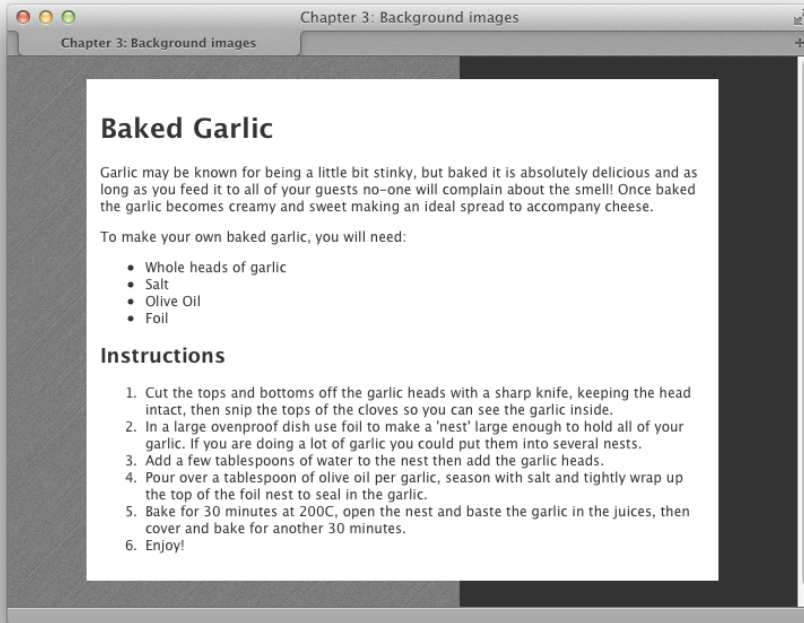 Chapter 3: Background images
Chapter 3: Background images
Baked Garlic
Garlic may be known for being a little bit stinky, but baked it is absolutely delicious and as
long as you feed it to all of your guests no-one will complain about the smell! Once baked
the garlic becomes creamy and sweet making an ideal spread to accompany cheese.
To make your own baked garlic, you will need:
• Whole heads of garlic
• Salt
• Olive Oil
• Foil
Instructions
1. Cut the tops and bottoms off the garlic heads with a sharp knife, keeping the head
intact, then snip the tops of the cloves so you can see the garlic inside.
2. In a large ovenproof dish use foil to make a 'nest' large enough to hold all of your
garlic. If you are doing a lot of garlic you could put them into several nests.
3. Add a few tablespoons of water to the nest then add the garlic heads.
4. Pour over a tablespoon of olive oil per garlic, season with salt and tightly wrap up
the top of the foil nest to seal in the garlic.
5. Bake for 30 minutes at 200C, open the nest and baste the garlic in the juices, then
cover and bake for another 30 minutes.
6. Enjoy!